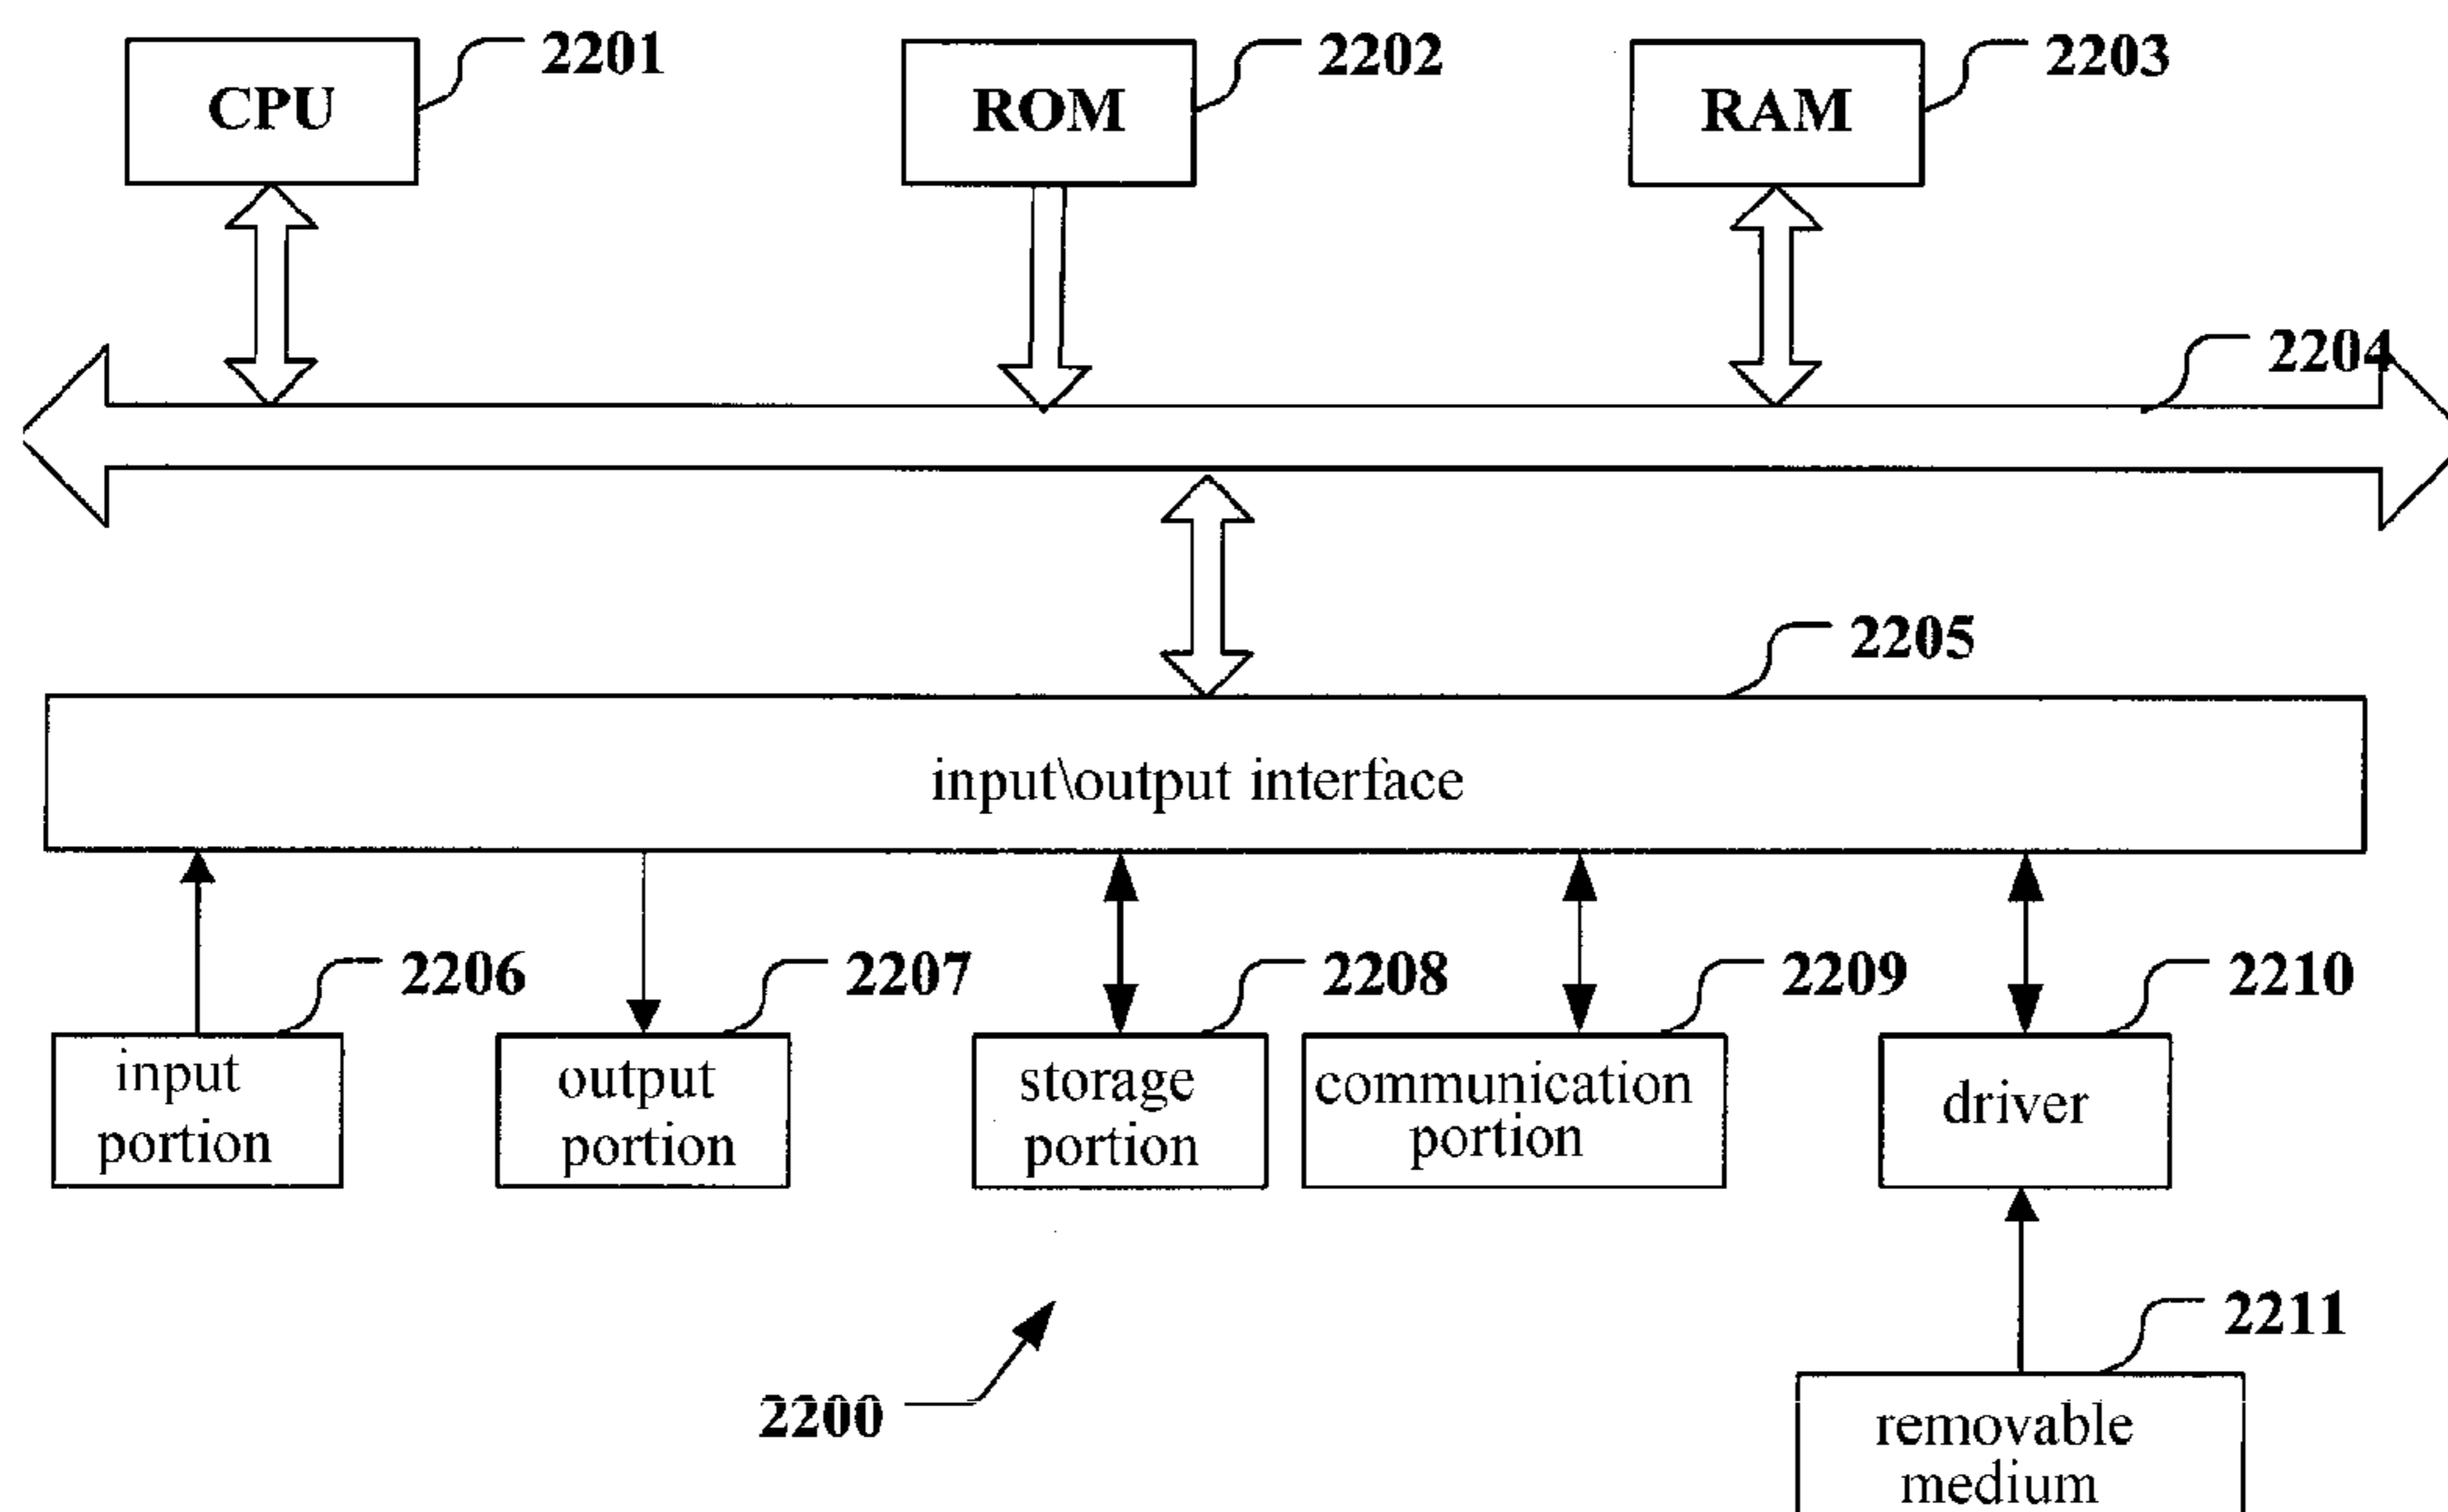 CPU
2201
ROM
2202
RAM
2203
2204
2205
input\output interface
2206
2207
2208
2209
2210
input
portion
output
portion
storage
portion
communication
portion
driver
2211
2200
removable
medium